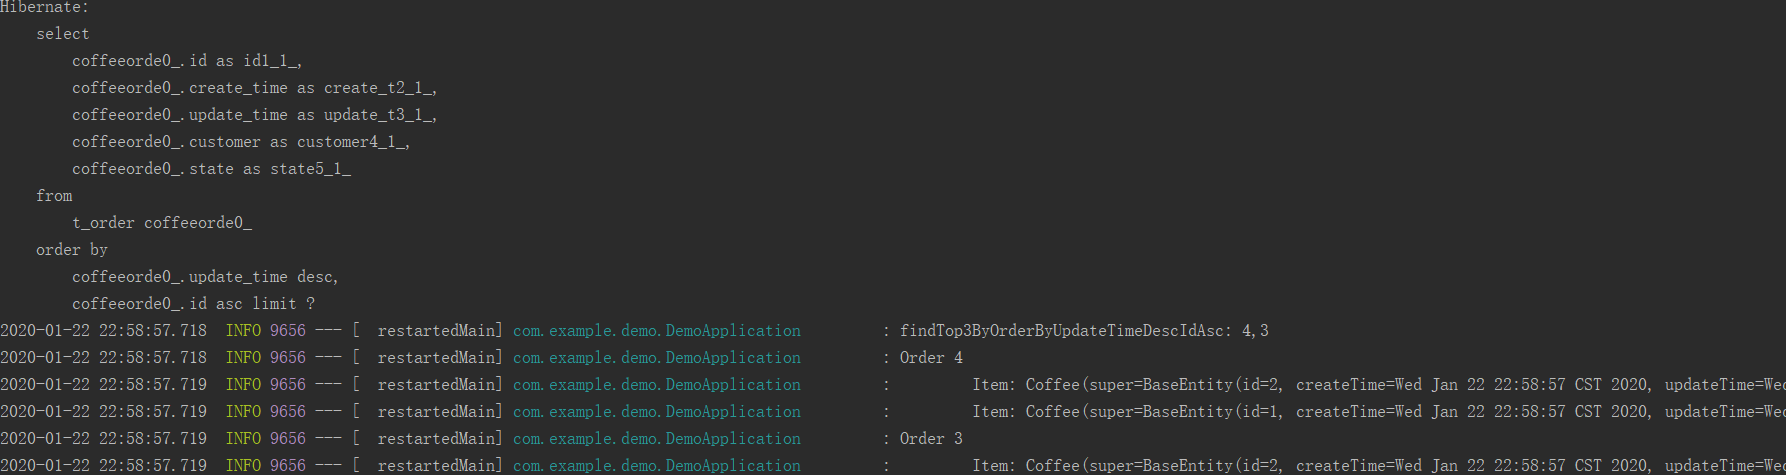 Hibernate:
    select
        coffeeorde0_.id as id1_1_,
        coffeeorde0_.create_time as create_t2_1_,
        coffeeorde0_.update_time as update_t3_1_,
        coffeeorde0_.customer as customer4_1_,
        coffeeorde0_.state as state5_1_
    from
        t_order coffeeorde0_
    order by
        coffeeorde0_.update_time desc,
        coffeeorde0_.id asc limit ?
2020-01-22 22:58:57.718  INFO 9656 --- [  restartedMain] com.example.demo.DemoApplication         : findTop3ByOrderByUpdateTimeDescIdAsc: 4,3
2020-01-22 22:58:57.718  INFO 9656 --- [  restartedMain] com.example.demo.DemoApplication         : Order 4
2020-01-22 22:58:57.719  INFO 9656 --- [  restartedMain] com.example.demo.DemoApplication         :         Item: Coffee(super=BaseEntity(id=2, createTime=Wed Jan 22 22:58:57 CST 2020, updateTime=Wed
2020-01-22 22:58:57.719  INFO 9656 --- [  restartedMain] com.example.demo.DemoApplication         :         Item: Coffee(super=BaseEntity(id=1, createTime=Wed Jan 22 22:58:57 CST 2020, updateTime=Wed
2020-01-22 22:58:57.719  INFO 9656 --- [  restartedMain] com.example.demo.DemoApplication         : Order 3
2020-01-22 22:58:57.719  INFO 9656 --- [  restartedMain] com.example.demo.DemoApplication         :         Item: Coffee(super=BaseEntity(id=2, createTime=Wed Jan 22 22:58:57 CST 2020, updateTime=Wed